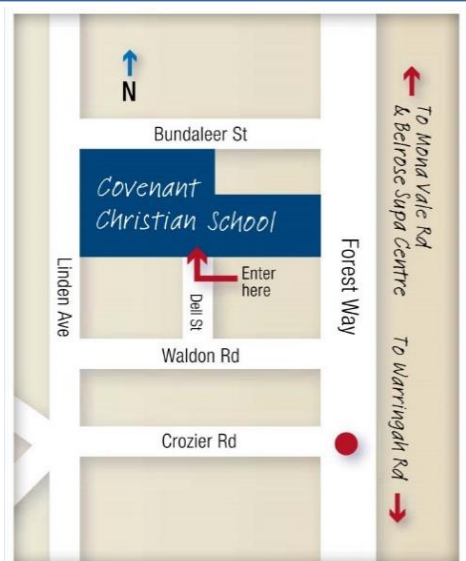 N
Bundaleer St
Covenant
Christian School
Enter
here
Linden Ave
Dell St
Forest Way
Waldon Rd
Crozier Rd
To Mona Vale Rd
& Belrose Supa Centre
To Warringah Rd